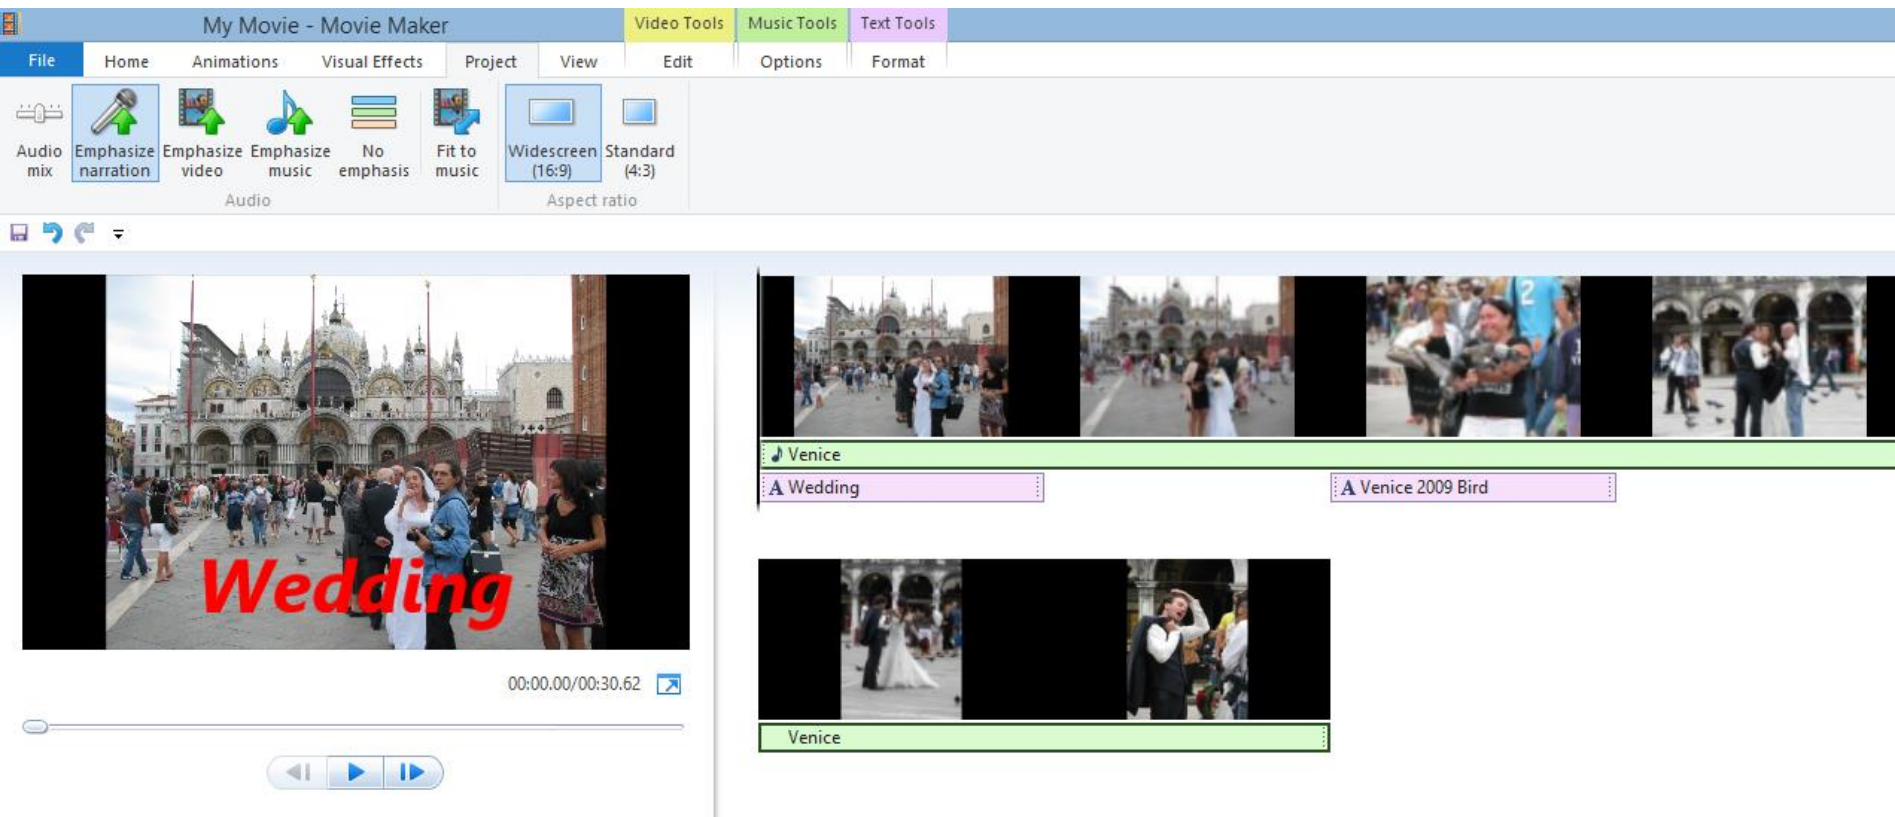 My Movie - Movie Maker
Video Tools
Music Tools
Text Tools
File
Home
Animations
Visual Effects
Project
View
Edit
Options
Format
Audio mix
Emphasize narration
Emphasize video
Emphasize music
No emphasis
Fit to music
Widescreen (16:9)
Standard (4:3)
Audio
Aspect ratio
Wedding
00:00.00/00:30.62
2
Venice
A Wedding
A Venice 2009 Bird
Venice